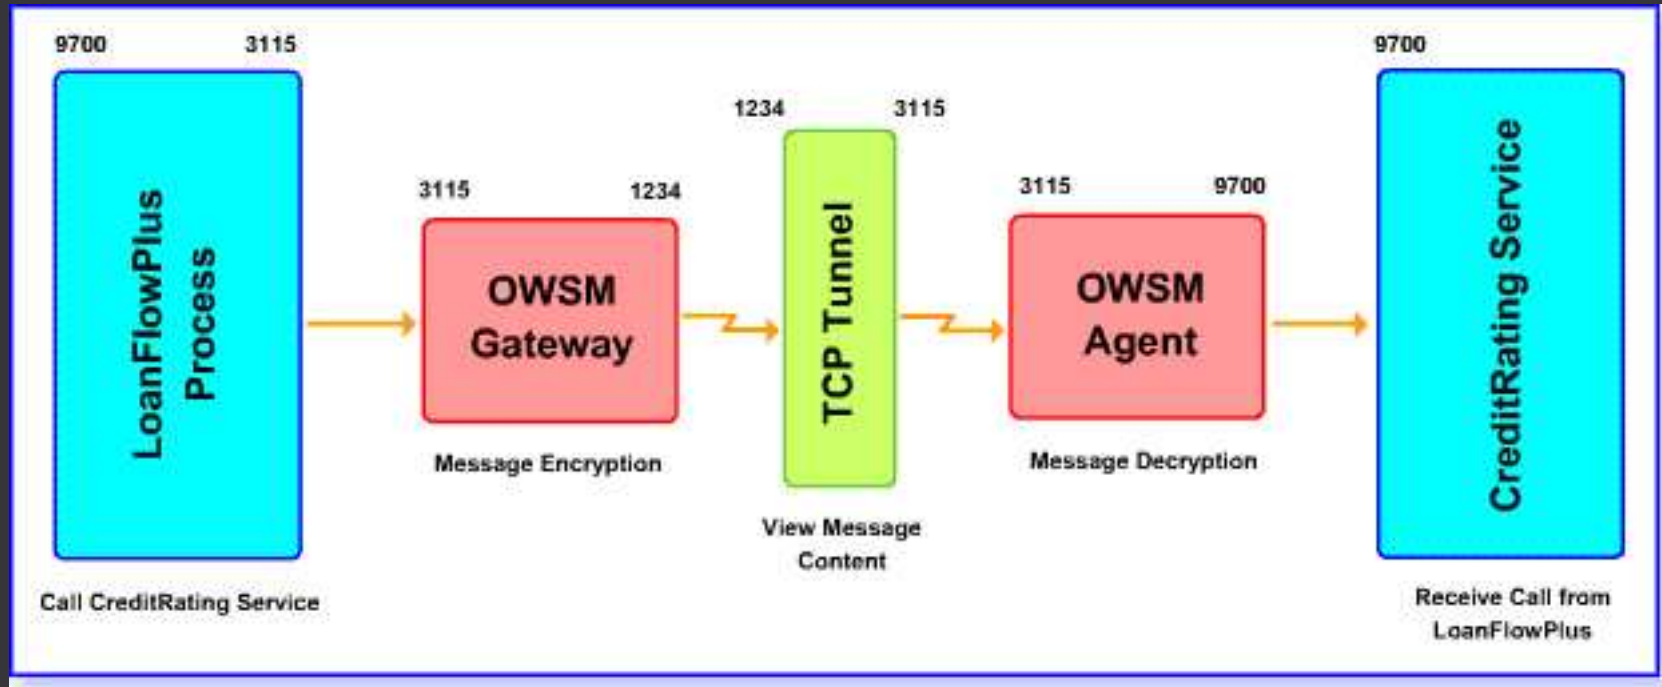 9700 3115
LoanFlowPlus
Process
Call CreditRating Service
3115 1234
OWSM
Gateway
Message Encryption
1234 3115
TCP Tunnel
View Message
Content
3115 9700
OWSM
Agent
Message Decryption
9700
CreditRating Service
Receive Call from
LoanFlowPlus